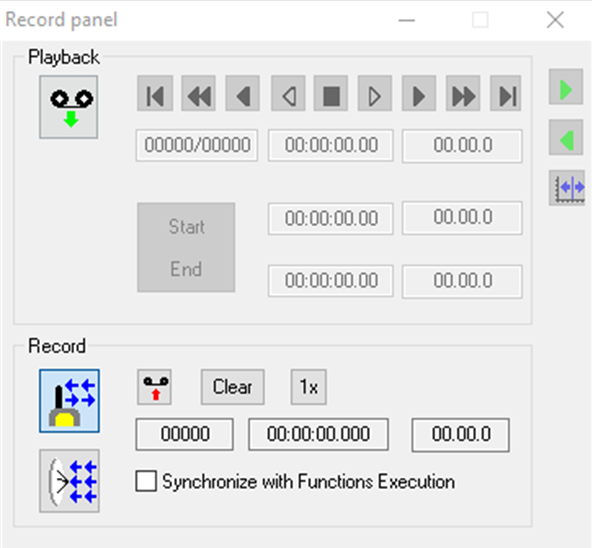 Record panel
Playback
00000/00000 00:00:00.00 00.00.0
Start 00:00:00.00 00.00.0
End 00:00:00.00 00.00.0
Record
Clear 1x
00000 00:00:00.000 00.00.0
Synchronize with Functions Execution